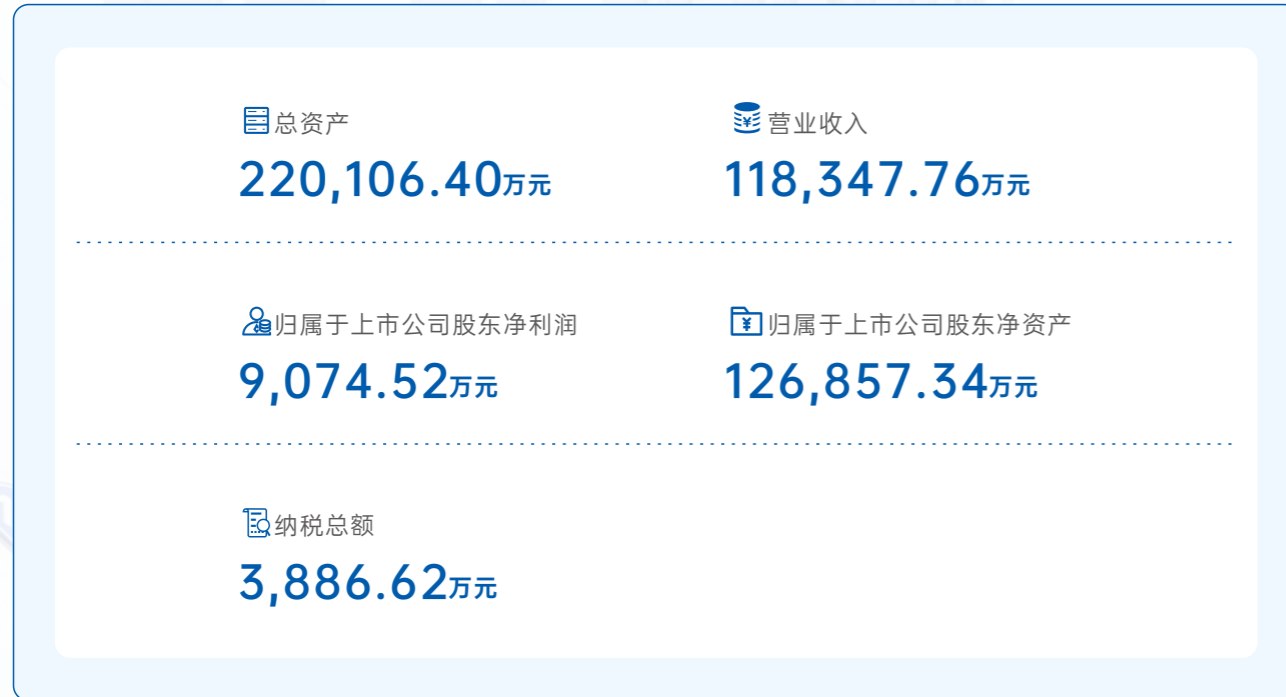 总资产
220,106.40万元
营业收入
118,347.76万元
归属于上市公司股东净利润
9,074.52万元
归属于上市公司股东净资产
126,857.34万元
纳税总额
3,886.62万元